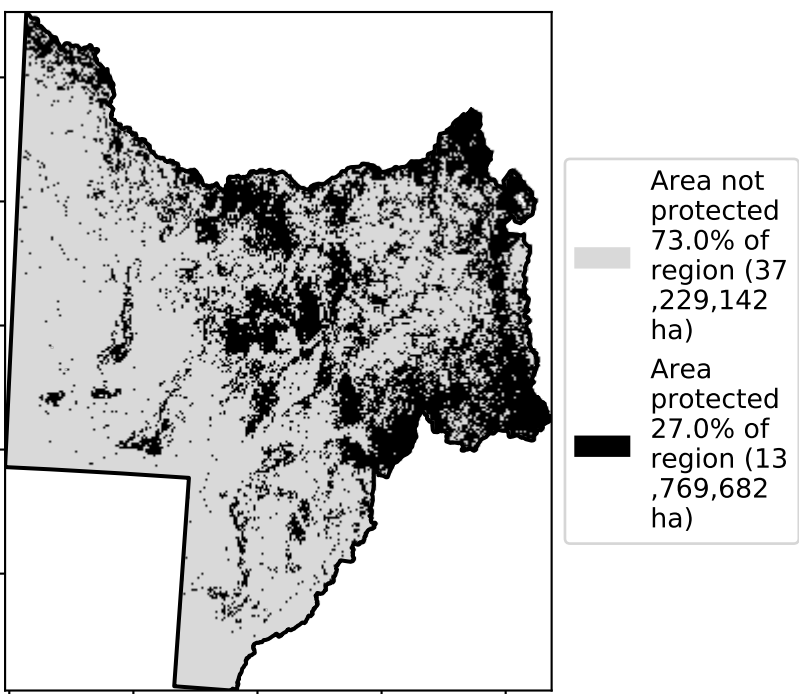 Area not
protected
73.0% of
region (37
,229,142
ha)
Area
protected
27.0% of
region (13
,769,682
ha)